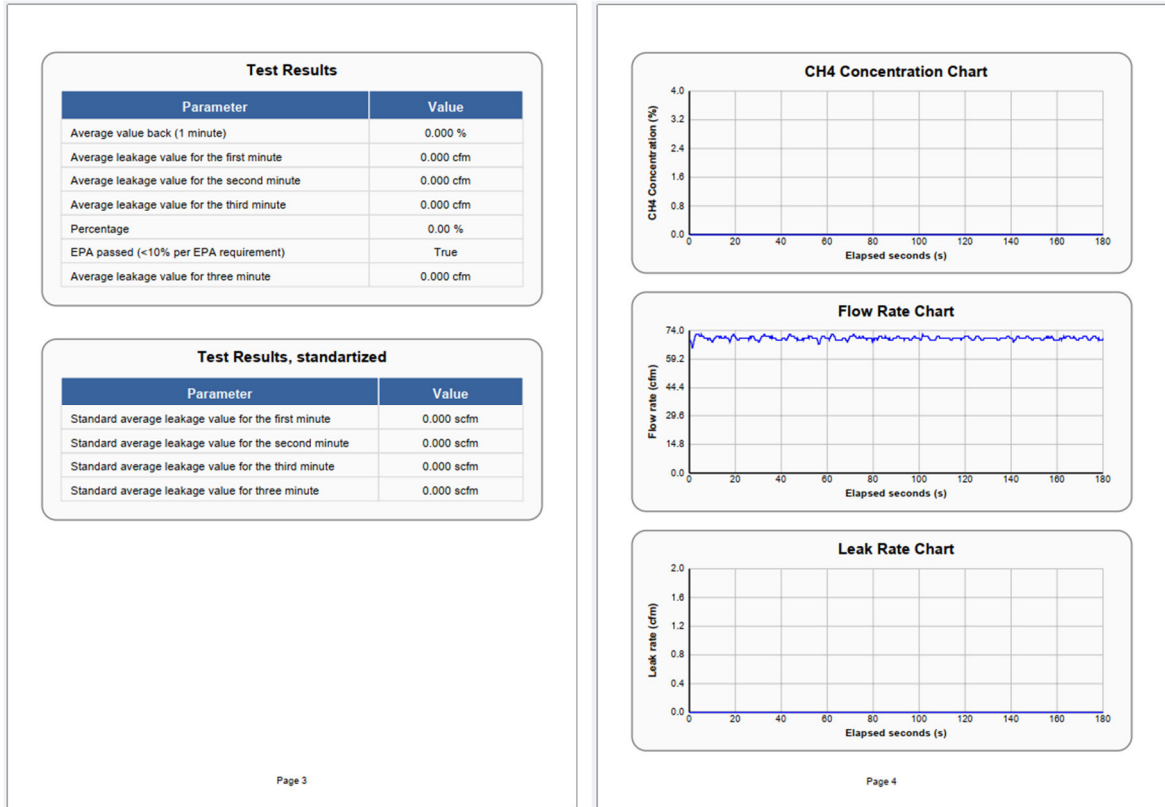 Test Results
Parameter Value
Average value back (1 minute) 0.000 %
Average leakage value for the first minute 0.000 cfm
Average leakage value for the second minute 0.000 cfm
Average leakage value for the third minute 0.000 cfm
Percentage 0.00 %
EPA passed (<10% per EPA requirement) True
Average leakage value for three minute 0.000 cfm
Test Results, standartized
Parameter Value
Standard average leakage value for the first minute 0.000 scfm
Standard average leakage value for the second minute 0.000 scfm
Standard average leakage value for the third minute 0.000 scfm
Standard average leakage value for three minute 0.000 scfm
Page 3
CH4 Concentration Chart
CH4 Concentration (%)
4.0
3.2
2.4
1.6
0.8
0.0
0 20 40 60 80 100 120 140 160 180
Elapsed seconds (s)
Flow Rate Chart
Flow rate (cfm)
74.0
59.2
44.4
29.6
14.8
0.0
0 20 40 60 80 100 120 140 160 180
Elapsed seconds (s)
Leak Rate Chart
Leak rate (cfm)
2.0
1.6
1.2
0.8
0.4
0.0
0 20 40 60 80 100 120 140 160 180
Elapsed seconds (s)
Page 4